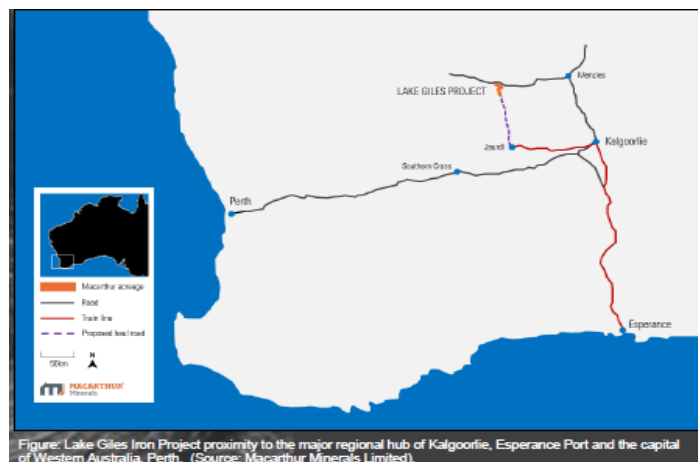 Menzies
LAKE GILES PROJECT
Kalgoorlie
Jaurdi
Southern Cross
Perth
Macarthur acreage
Road
Train line
Proposed haul road
Esperance
50km
N
MACARTHUR
Minerals
Figure: Lake Giles Iron Project proximity to the major regional hub of Kalgoorlie, Esperance Port and the capital
of Western Australia, Perth. (Source: Macarthur Minerals Limited).